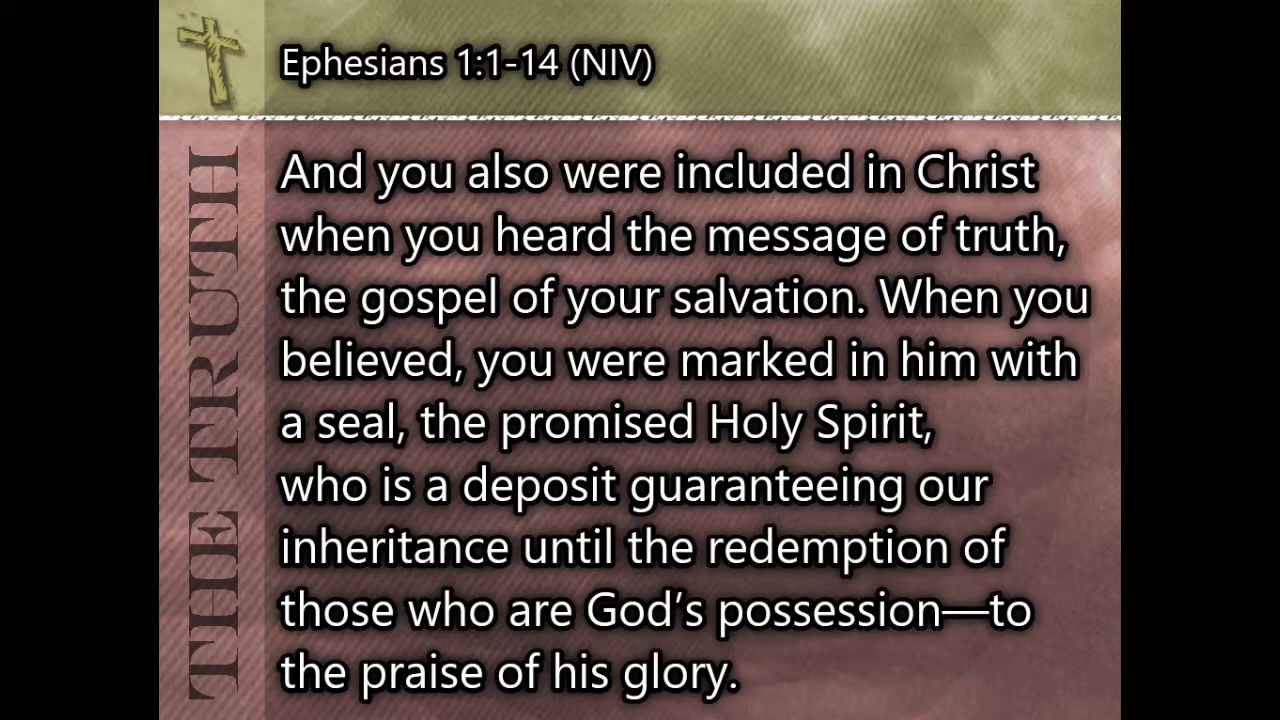 Ephesians 1:1-14 (NIV)
THE TRUTH
And you also were included in Christ
when you heard the message of truth,
the gospel of your salvation. When you
believed, you were marked in him with
a seal, the promised Holy Spirit,
who is a deposit guaranteeing our
inheritance until the redemption of
those who are God’s possession—to
the praise of his glory.